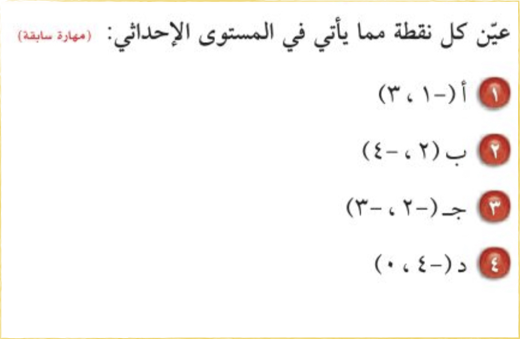 عيّن كل نقطة مما يأتي في المستوى الإحداثي: (مهارة سابقة)
١ أ (–١ ، ٣)
٢ ب (٢ ، –٤)
٣ جـ (–٢ ، –٣)
٤ د (–٤ ، ٠)